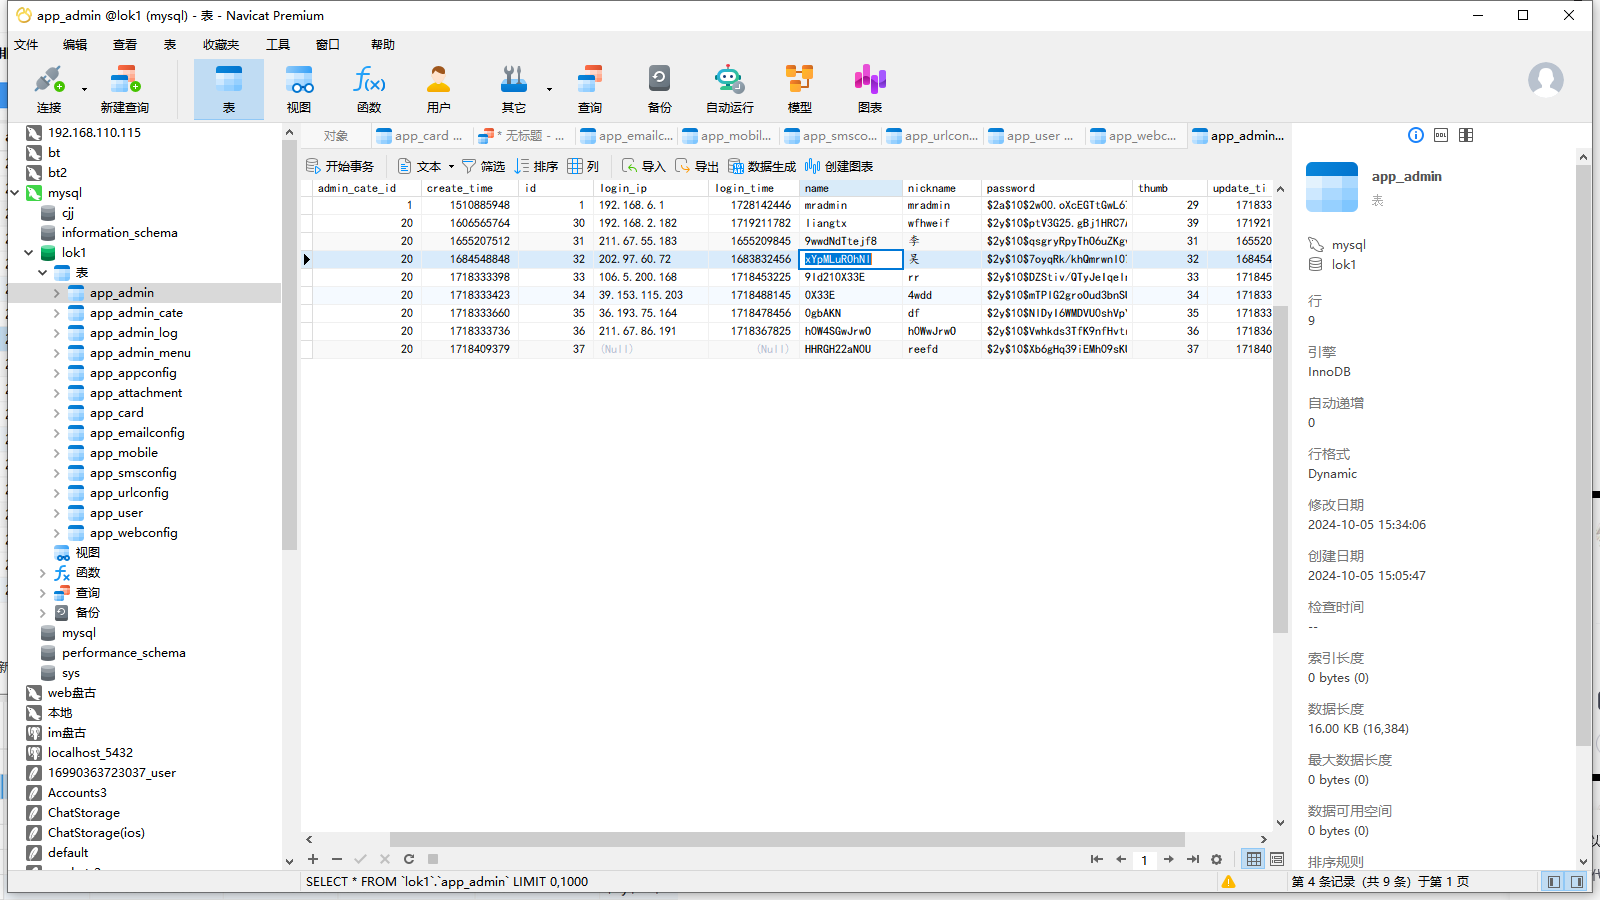 app_admin @lok1 (mysql) - 表 - Navicat Premium
文件 编辑 查看 表 收藏夹 工具 窗口 帮助
连接 新建查询 表 视图 函数 用户 其它 查询 备份 自动运行 模型 图表
对象 app_card ... * 无标题 - ... app_emailc... app_mobil... app_smsco... app_urlcon... app_user ... app_webc... app_admin...
开始事务 文本 筛选 排序 列 导入 导出 数据生成 创建图表
192.168.110.115
bt
bt2
mysql
cjj
information_schema
lok1
表
app_admin
app_admin_cate
app_admin_log
app_admin_menu
app_appconfig
app_attachment
app_card
app_emailconfig
app_mobile
app_smsconfig
app_urlconfig
app_user
app_webconfig
视图
函数
查询
备份
mysql
performance_schema
sys
web盘古
本地
im盘古
localhost_5432
16990363723037_user
Accounts3
ChatStorage
ChatStorage(ios)
default
admin_cate_id create_time id login_ip login_time name nickname password thumb update_ti
1 1510885948 1 192.168.6.1 1728142446 mradmin mradmin $2a$10$2w00.oXcEGTtGwL6 29 171833
20 1606565764 30 192.168.2.182 1719211782 liangtx wfhweif $2y$10$ptV3G25.gBj1HRC7 39 171921
20 1655207512 31 211.67.55.183 1655209845 9wwdNdTtejf8 李 $2y$10$qsgryRpyTh06uZKg 31 165520
20 1684548848 32 202.97.60.72 1683832456 xYpMLuROhNl 吴 $2y$10$7oyqRk/khQmrwnl0 32 168454
20 1718333398 33 106.5.200.168 1718453225 9ld210X33E rr $2y$10$DZStiv/QTyJelqel 33 171845
20 1718333423 34 39.153.115.203 1718488145 0X33E 4wdd $2y$10$mTPlG2groOud3bnS 34 171833
20 1718333660 35 36.193.75.164 1718478456 0gbAKN df $2y$10$NlDyl6WMDVUOshVp 35 171833
20 1718333736 36 211.67.86.191 1718367825 h0W4SGwJrwO h0WwJrwO $2y$10$Vwhkds3TfK9nfHvt 36 171836
20 1718409379 37 (Null) (Null) HHRGH22aNOU reefd $2y$10$Xb6gHq39iEMh09sK 37 171840
1
SELECT * FROM `lok1`.`app_admin` LIMIT 0,1000
第 4 条记录 (共 9 条) 于第 1 页
app_admin
表
mysql
lok1
行
9
引擎
InnoDB
自动递增
0
行格式
Dynamic
修改日期
2024-10-05 15:34:06
创建日期
2024-10-05 15:05:47
检查时间
--
索引长度
0 bytes (0)
数据长度
16.00 KB (16,384)
最大数据长度
0 bytes (0)
数据可用空间
0 bytes (0)
排序规则